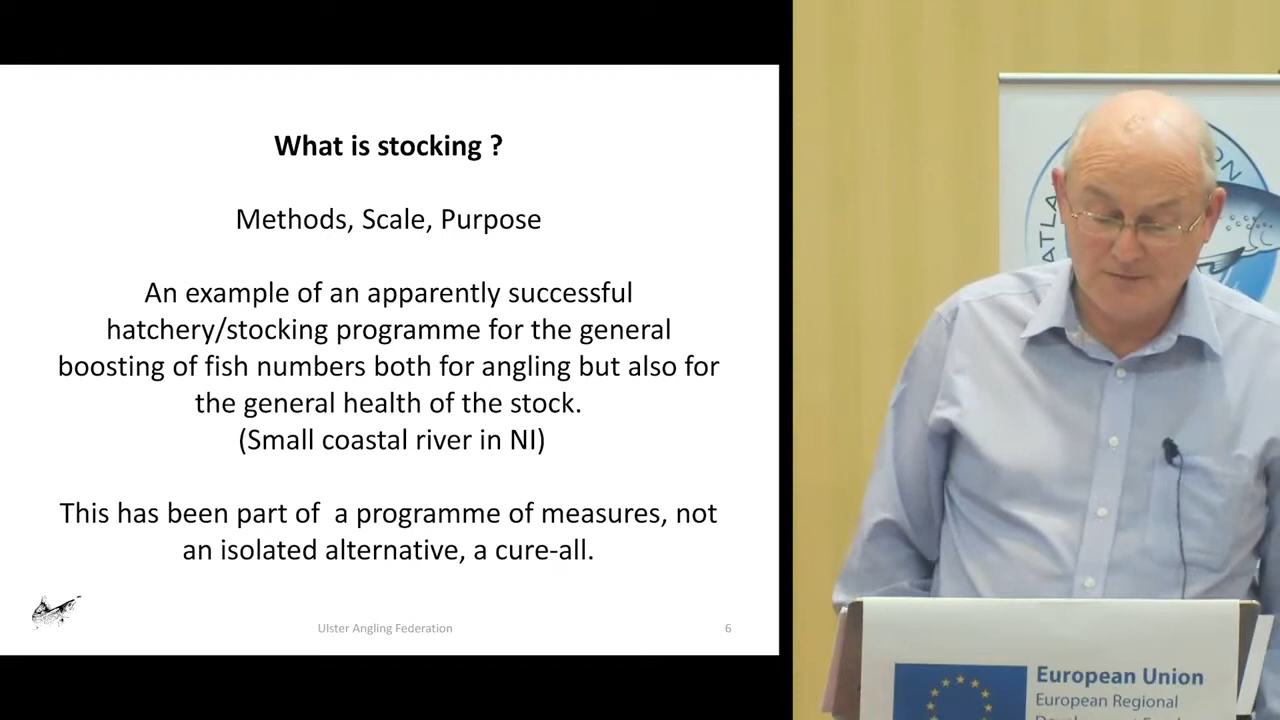 What is stocking ?
Methods, Scale, Purpose
An example of an apparently successful
hatchery/stocking programme for the general
boosting of fish numbers both for angling but also for
the general health of the stock.
(Small coastal river in NI)
This has been part of  a programme of measures, not
an isolated alternative, a cure-all.
Ulster Angling Federation
6
European Union
European Regional